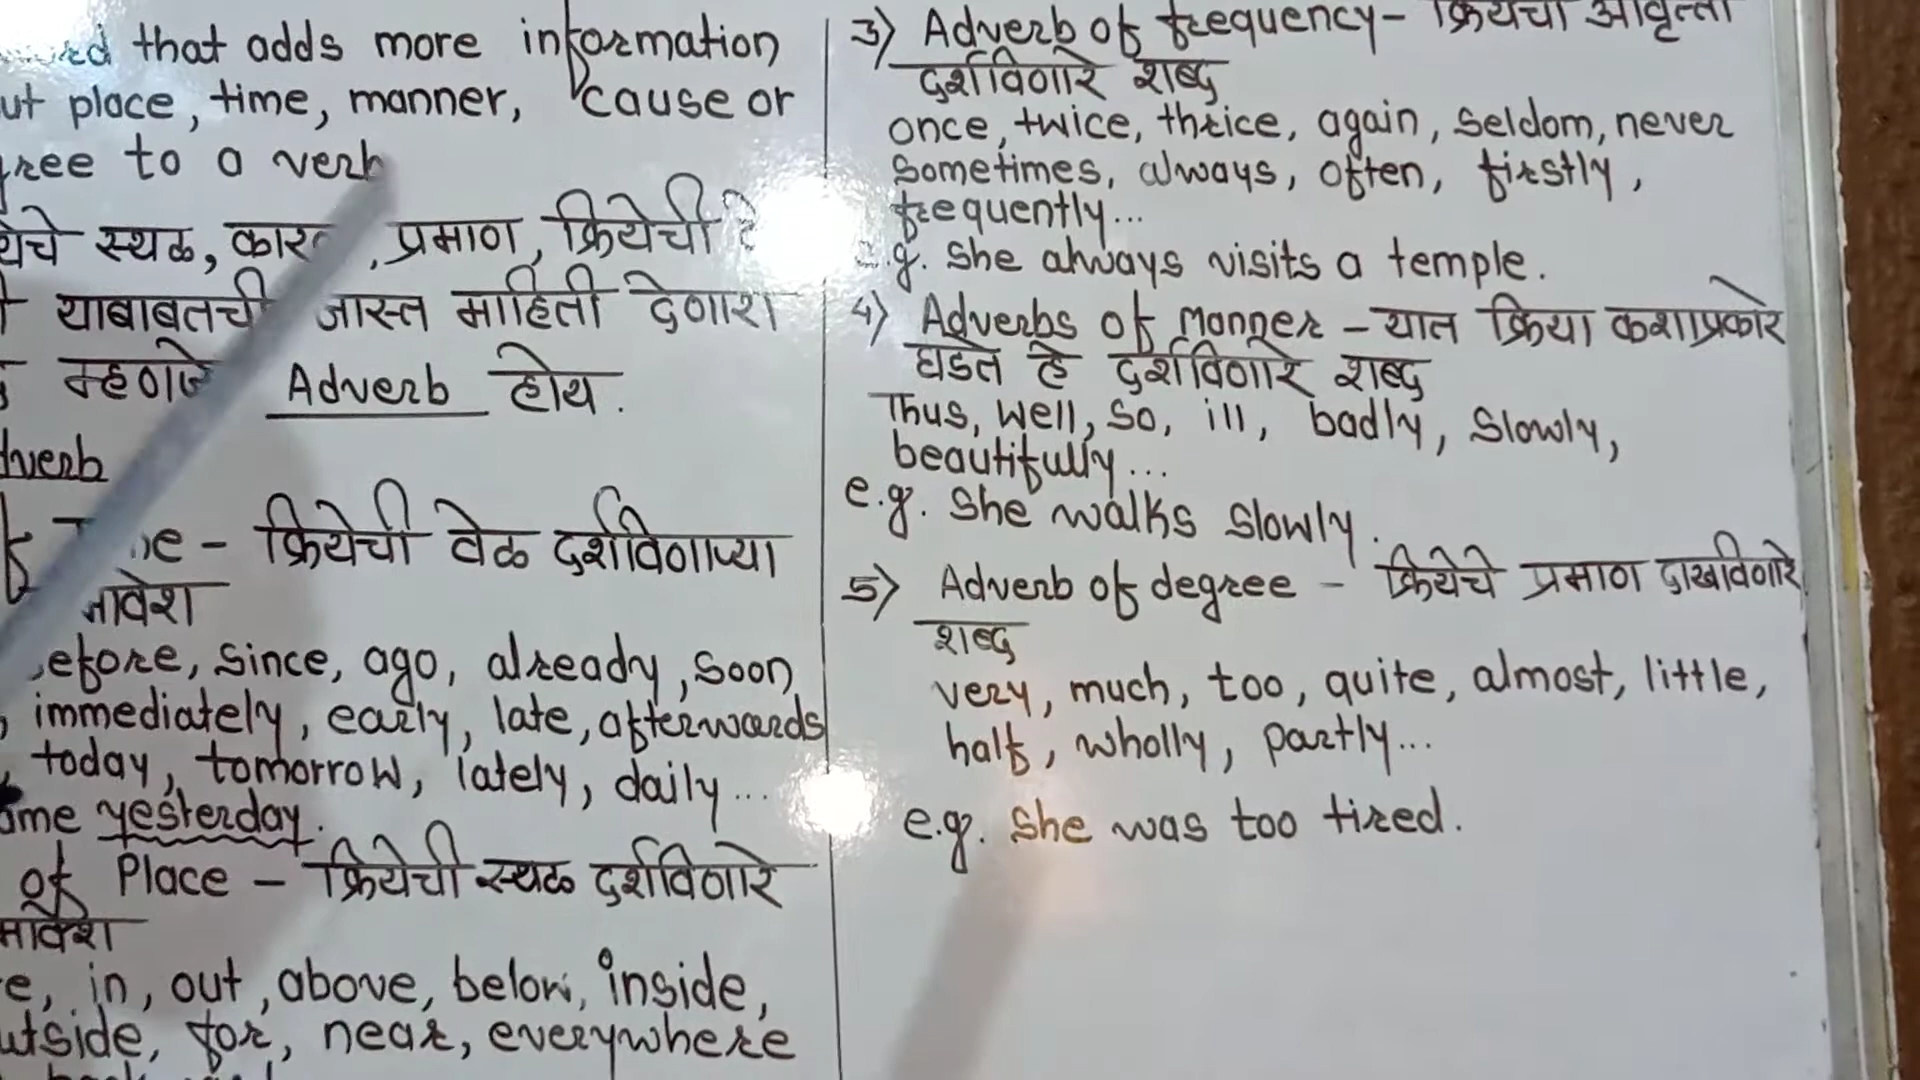 that adds more information
place, time, manner, cause or
to a verb
स्थळ, प्रमाण, क्रियेची
याबाबतची जास्त माहिती देणारा
म्हणजे Adverb होय.
क्रियेची वेळ दर्शविणाऱ्या
since, ago, already, soon,
immediately, early, late, afterwards
today, tomorrow, lately, daily...
yesterday.
of Place - क्रियेची स्थळ दर्शविणारे
in, out, above, below, inside,
far, near, everywhere
3) Adverb of frequency- क्रियेची आवृत्ती
दर्शविणारे शब्द
once, twice, thrice, again, seldom, never
sometimes, always, often, firstly,
frequently...
e.g. she always visits a temple.
4) Adverbs of Manner - यात क्रिया कशाप्रकारे
घडते हे दर्शविणारे शब्द
Thus, well, so, ill, badly, slowly,
beautifully...
e.g. she walks slowly.
5) Adverb of degree - क्रियेचे प्रमाण दाखविणारे
शब्द
very, much, too, quite, almost, little,
half, wholly, partly...
e.g. she was too tired.